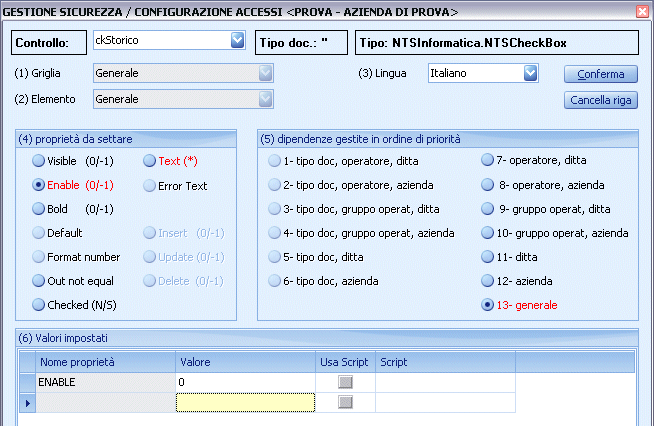 GESTIONE SICUREZZA / CONFIGURAZIONE ACCESSI <PROVA - AZIENDA DI PROVA>
Controllo: ckStorico Tipo doc.: '' Tipo: NTSInformatica.NTSCheckBox
(1) Griglia Generale (3) Lingua Italiano Conferma
(2) Elemento Generale Cancella riga
(4) proprietà da settare
Visible (0/-1) Text (*)
Enable (0/-1) Error Text
Bold (0/-1)
Default Insert (0/-1)
Format number Update (0/-1)
Out not equal Delete (0/-1)
Checked (N/S)
(5) dipendenze gestite in ordine di priorità
1- tipo doc, operatore, ditta
2- tipo doc, operatore, azienda
3- tipo doc, gruppo operat, ditta
4- tipo doc, gruppo operat, azienda
5- tipo doc, ditta
6- tipo doc, azienda
7- operatore, ditta
8- operatore, azienda
9- gruppo operat, ditta
10- gruppo operat, azienda
11- ditta
12- azienda
13- generale
(6) Valori impostati
Nome proprietà Valore Usa Script Script
ENABLE 0